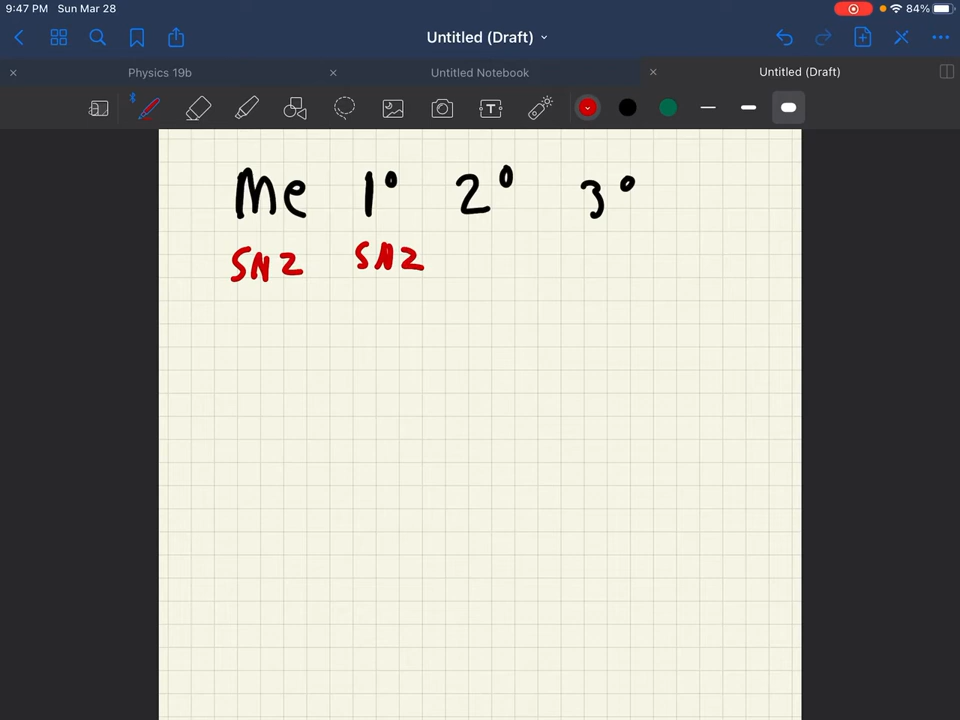 9:47 PM Sun Mar 28 84%
Untitled (Draft)
Physics 19b Untitled Notebook Untitled (Draft)
Me 1° 2° 3°
SN2 SN2